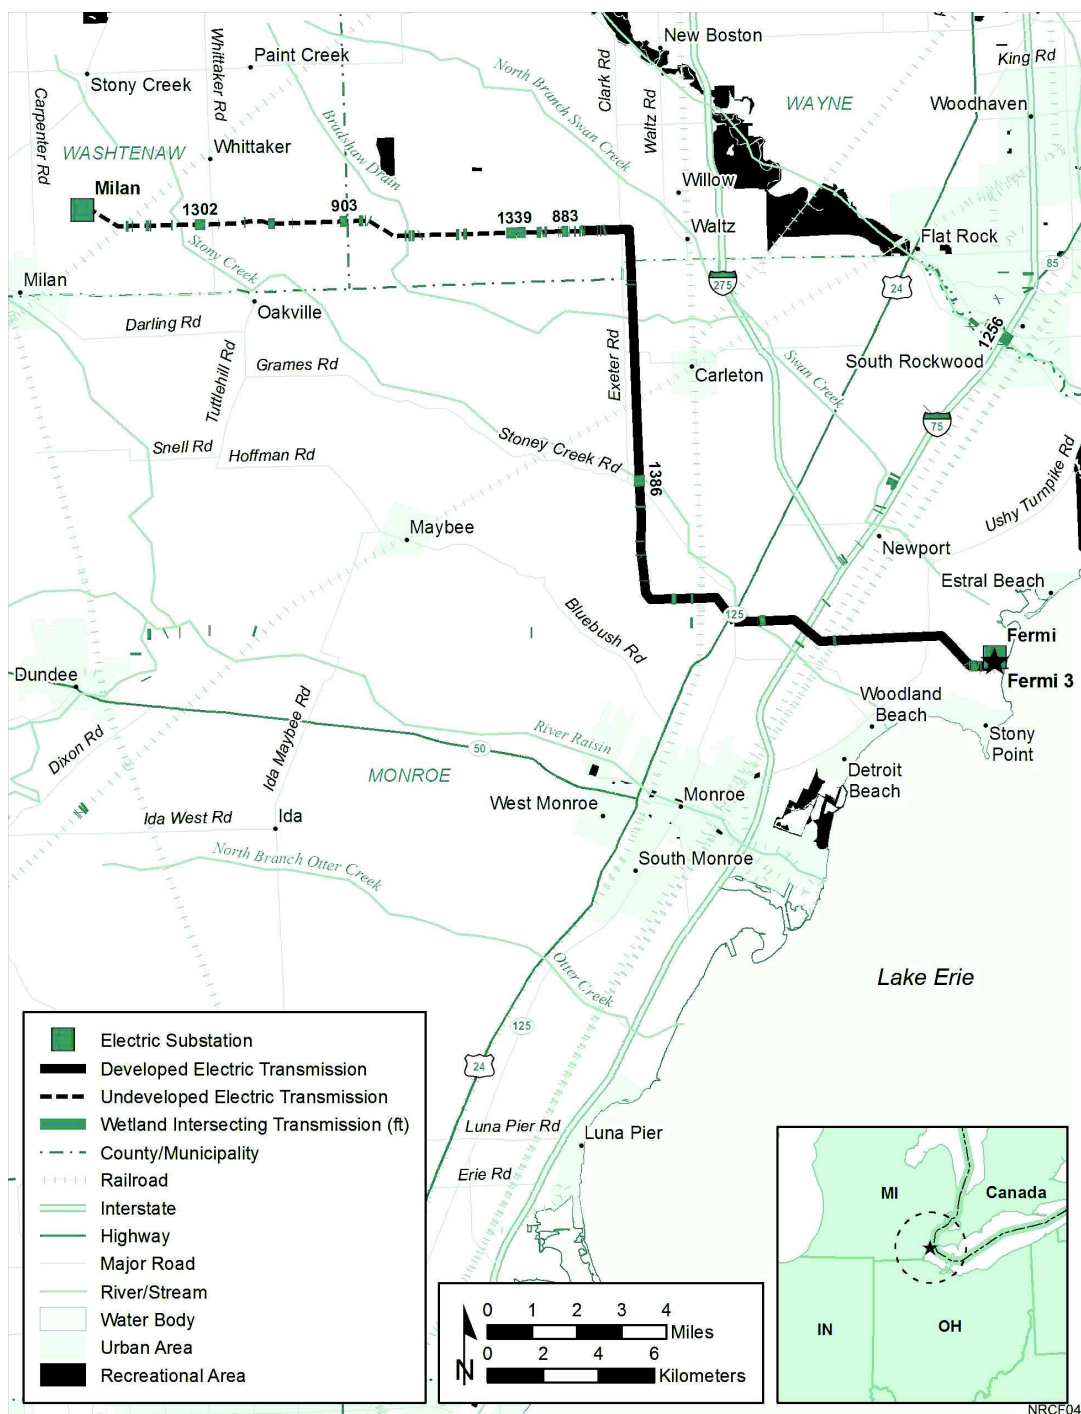 New Boston
Paint Creek
Stony Creek
Whittaker Rd
Clark Rd
King Rd
North Branch Swan Creek
Carpenter Rd
Waltz Rd
WAYNE
Woodhaven
Bradshaw Drain
WASHTENAW
Whittaker
Willow
Milan
1302
903
1339
883
Waltz
Flat Rock
Stony Creek
85
Milan
275
24
Oakville
Darling Rd
1256
Exeter Rd
South Rockwood
Grames Rd
Tuttlehill Rd
Carleton
Swan Creek
75
Snell Rd
Hoffman Rd
Stoney Creek Rd
1386
Ushy Turnpike Rd
Maybee
Newport
Estral Beach
125
Bluebush Rd
Fermi
Dundee
Fermi 3
Woodland
Beach
Stony
Point
Dixon Rd
Ida Maybee Rd
River Raisin
50
MONROE
Detroit
Beach
West Monroe
Monroe
Ida West Rd
Ida
North Branch Otter Creek
South Monroe
Otter Creek
Lake Erie
125
24
Luna Pier Rd
Luna Pier
Erie Rd
Electric Substation
Developed Electric Transmission
Undeveloped Electric Transmission
Wetland Intersecting Transmission (ft)
County/Municipality
Railroad
Interstate
Highway
Major Road
River/Stream
Water Body
Urban Area
Recreational Area
N
0 1 2 3 4
Miles
0 2 4 6
Kilometers
MI
Canada
IN
OH
NRCF04